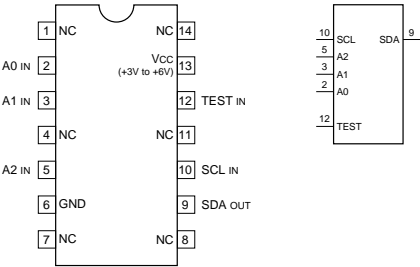 1 NC NC 14
A0 IN 2 VCC (+3V to +6V) 13
A1 IN 3 12 TEST IN
4 NC NC 11
A2 IN 5 10 SCL IN
6 GND 9 SDA OUT
7 NC NC 8
10 SCL SDA 9
5 A2
3 A1
2 A0
12 TEST